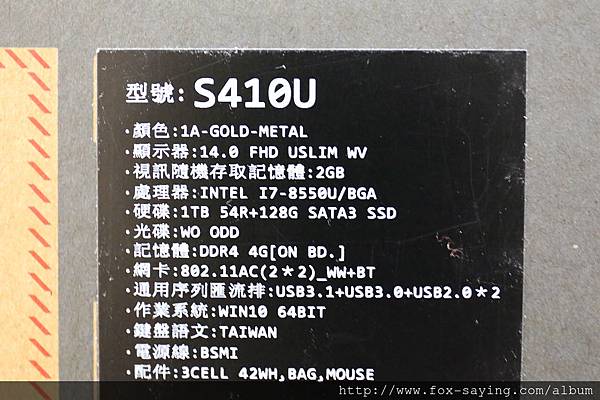 型號:S410U
·顏色:1A-GOLD-METAL
·顯示器:14.0 FHD USLIM WV
·視訊隨機存取記憶體:2GB
·處理器:INTEL I7-8550U/BGA
·硬碟:1TB 54R+128G SATA3 SSD
·光碟:WO ODD
·記憶體:DDR4 4G[ON BD.]
·網卡:802.11AC(2*2)_WW+BT
·通用序列匯流排:USB3.1+USB3.0+USB2.0*2
·作業系統:WIN10 64BIT
·鍵盤語文:TAIWAN
·電源線:BSMI
·配件:3CELL 42WH,BAG,MOUSE
http://www.fox-saying.com/album